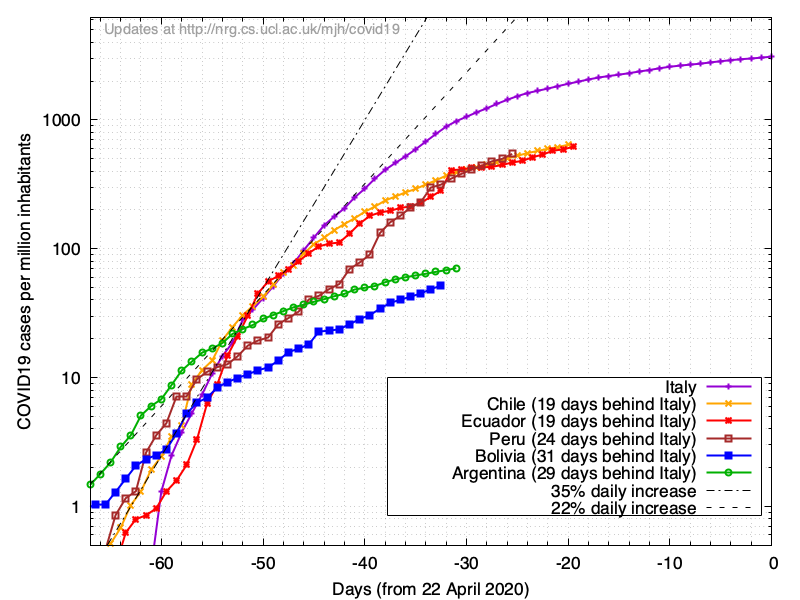 Updates at http://nrg.cs.ucl.ac.uk/mjh/covid19
COVID19 cases per million inhabitants
1000
100
10
1
Italy
Chile (19 days behind Italy)
Ecuador (19 days behind Italy)
Peru (24 days behind Italy)
Bolivia (31 days behind Italy)
Argentina (29 days behind Italy)
35% daily increase
22% daily increase
-60 -50 -40 -30 -20 -10 0
Days (from 22 April 2020)